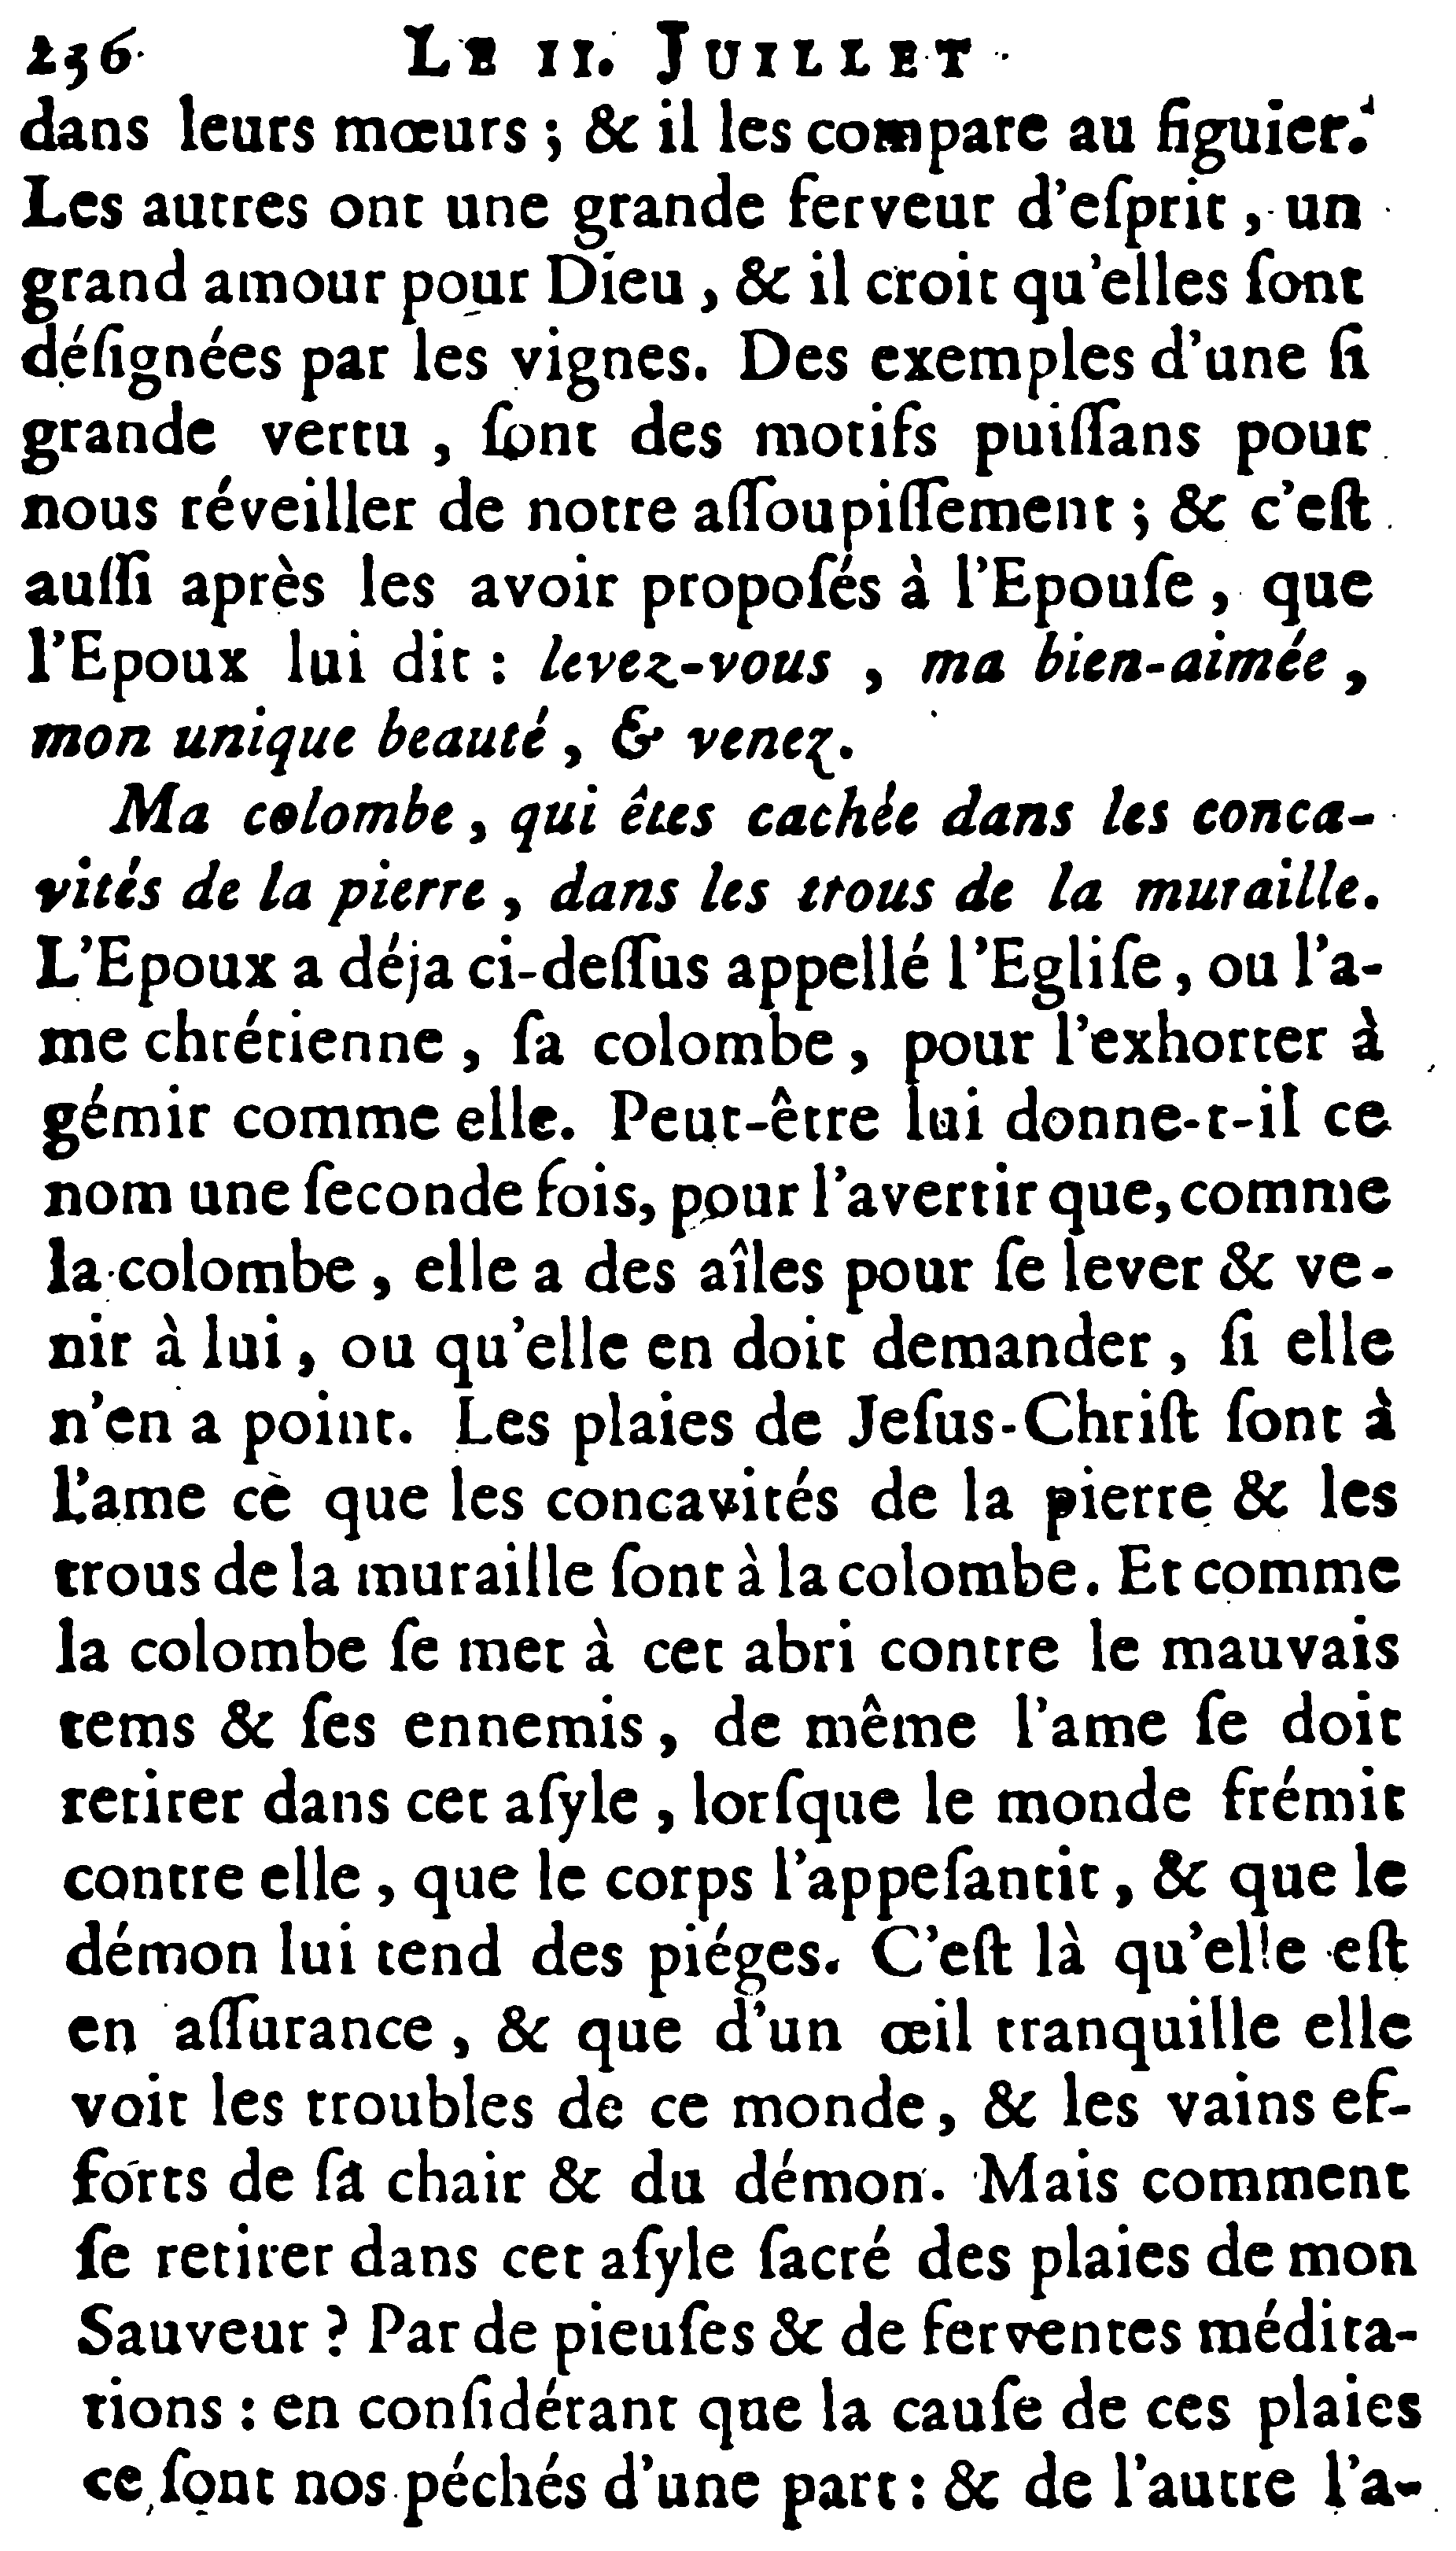 236 LE II. JUILLET
dans leurs mœurs ; & il les compare au figuier.
Les autres ont une grande ferveur d'eſprit, un
grand amour pour Dieu, & il croit qu'elles ſont
déſignées par les vignes. Des exemples d'une ſi
grande vertu, ſont des motifs puiſſans pour
nous réveiller de notre aſſoupiſſement ; & c'eſt
auſſi après les avoir propoſés à l'Epouſe, que
l'Epoux lui dit : levez-vous, ma bien-aimée,
mon unique beauté, & venez.
Ma colombe, qui êtes cachée dans les conca-
vités de la pierre, dans les trous de la muraille.
L'Epoux a déja ci-deſſus appellé l'Egliſe, ou l'a-
me chrétienne, ſa colombe, pour l'exhorter à
gémir comme elle. Peut-être lui donne-t-il ce
nom une ſeconde fois, pour l'avertir que, comme
la colombe, elle a des aîles pour ſe lever & ve-
nir à lui, ou qu'elle en doit demander, ſi elle
n'en a point. Les plaies de Jeſus-Chriſt ſont à
l'ame ce que les concavités de la pierre & les
trous de la muraille ſont à la colombe. Et comme
la colombe ſe met à cet abri contre le mauvais
tems & ſes ennemis, de même l'ame ſe doit
retirer dans cet aſyle, lorſque le monde frémit
contre elle, que le corps l'appeſantit, & que le
démon lui tend des piéges. C'eſt là qu'elle eſt
en aſſurance, & que d'un œil tranquille elle
voit les troubles de ce monde, & les vains ef-
forts de ſa chair & du démon. Mais comment
ſe retirer dans cet aſyle ſacré des plaies de mon
Sauveur ? Par de pieuſes & de ferventes médita-
tions : en conſidérant que la cauſe de ces plaies
ce ſont nos péchés d'une part : & de l'autre l'a-